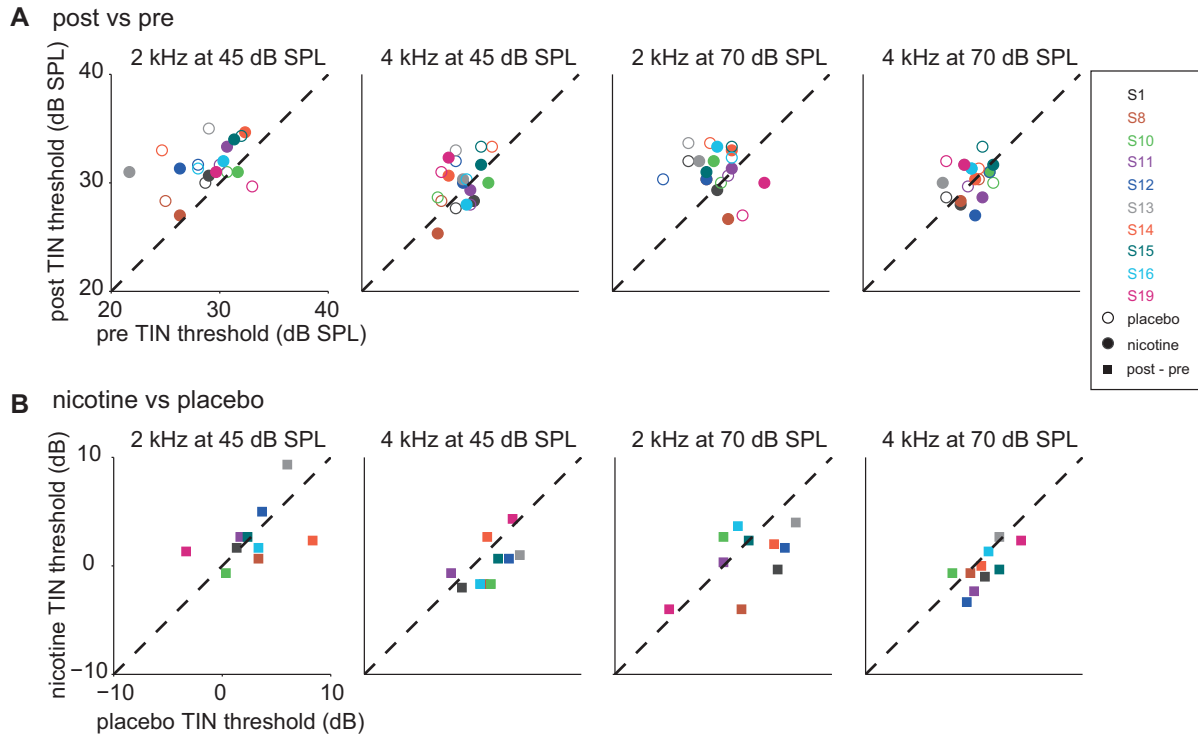 A post vs pre
2 kHz at 45 dB SPL
4 kHz at 45 dB SPL
2 kHz at 70 dB SPL
4 kHz at 70 dB SPL
post TIN threshold (dB SPL)
40
30
20
20 30 40
pre TIN threshold (dB SPL)
S1
S8
S10
S11
S12
S13
S14
S15
S16
S19
placebo
nicotine
post - pre
B nicotine vs placebo
2 kHz at 45 dB SPL
4 kHz at 45 dB SPL
2 kHz at 70 dB SPL
4 kHz at 70 dB SPL
nicotine TIN threshold (dB)
10
0
−10
−10 0 10
placebo TIN threshold (dB)